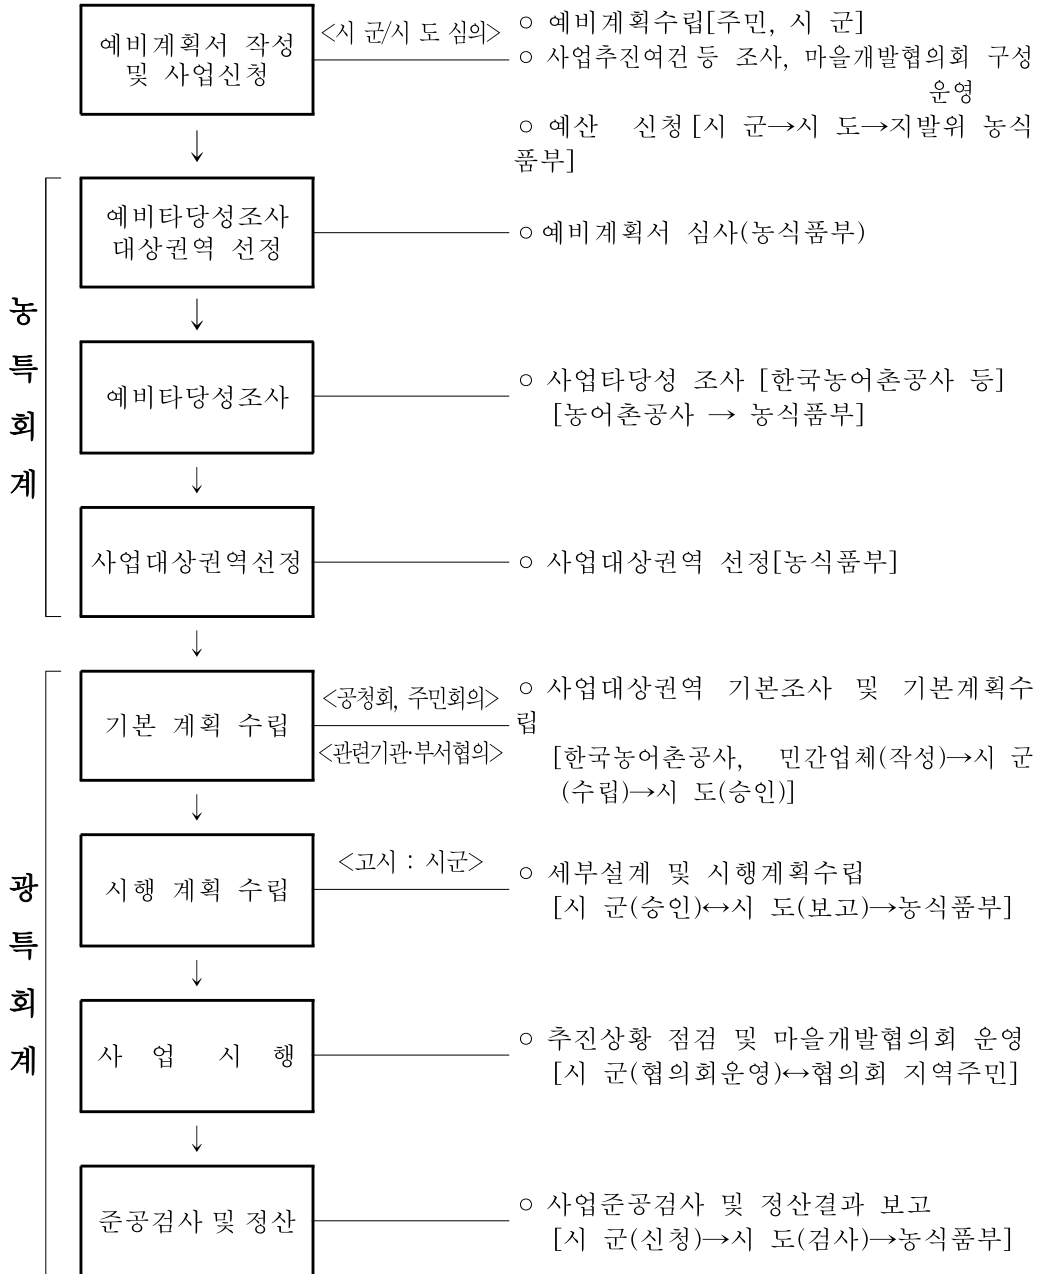 예비계획서 작성
및 사업신청
<시 군/시 도 심의>
○ 예비계획수립[주민, 시 군]
○ 사업추진여건 등 조사, 마을개발협의회 구성
운영
○ 예산 신청 [시 군→시 도→지발위 농식
품부]
↓
농특회계
예비타당성조사
대상권역 선정
○ 예비계획서 심사(농식품부)
↓
예비타당성조사
○ 사업타당성 조사 [한국농어촌공사 등]
[농어촌공사 → 농식품부]
↓
사업대상권역선정
○ 사업대상권역 선정[농식품부]
↓
광특회계
기본 계획 수립
<공청회, 주민회의>
<관련기관·부서협의>
○ 사업대상권역 기본조사 및 기본계획수
립
[한국농어촌공사, 민간업체(작성)→시 군
(수립)→시 도(승인)]
↓
시행 계획 수립
<고시 : 시군>
○ 세부설계 및 시행계획수립
[시 군(승인)↔시 도(보고)→농식품부]
↓
사 업 시 행
○ 추진상황 점검 및 마을개발협의회 운영
[시 군(협의회운영)↔협의회 지역주민]
↓
준공검사 및 정산
○ 사업준공검사 및 정산결과 보고
[시 군(신청)→시 도(검사)→농식품부]